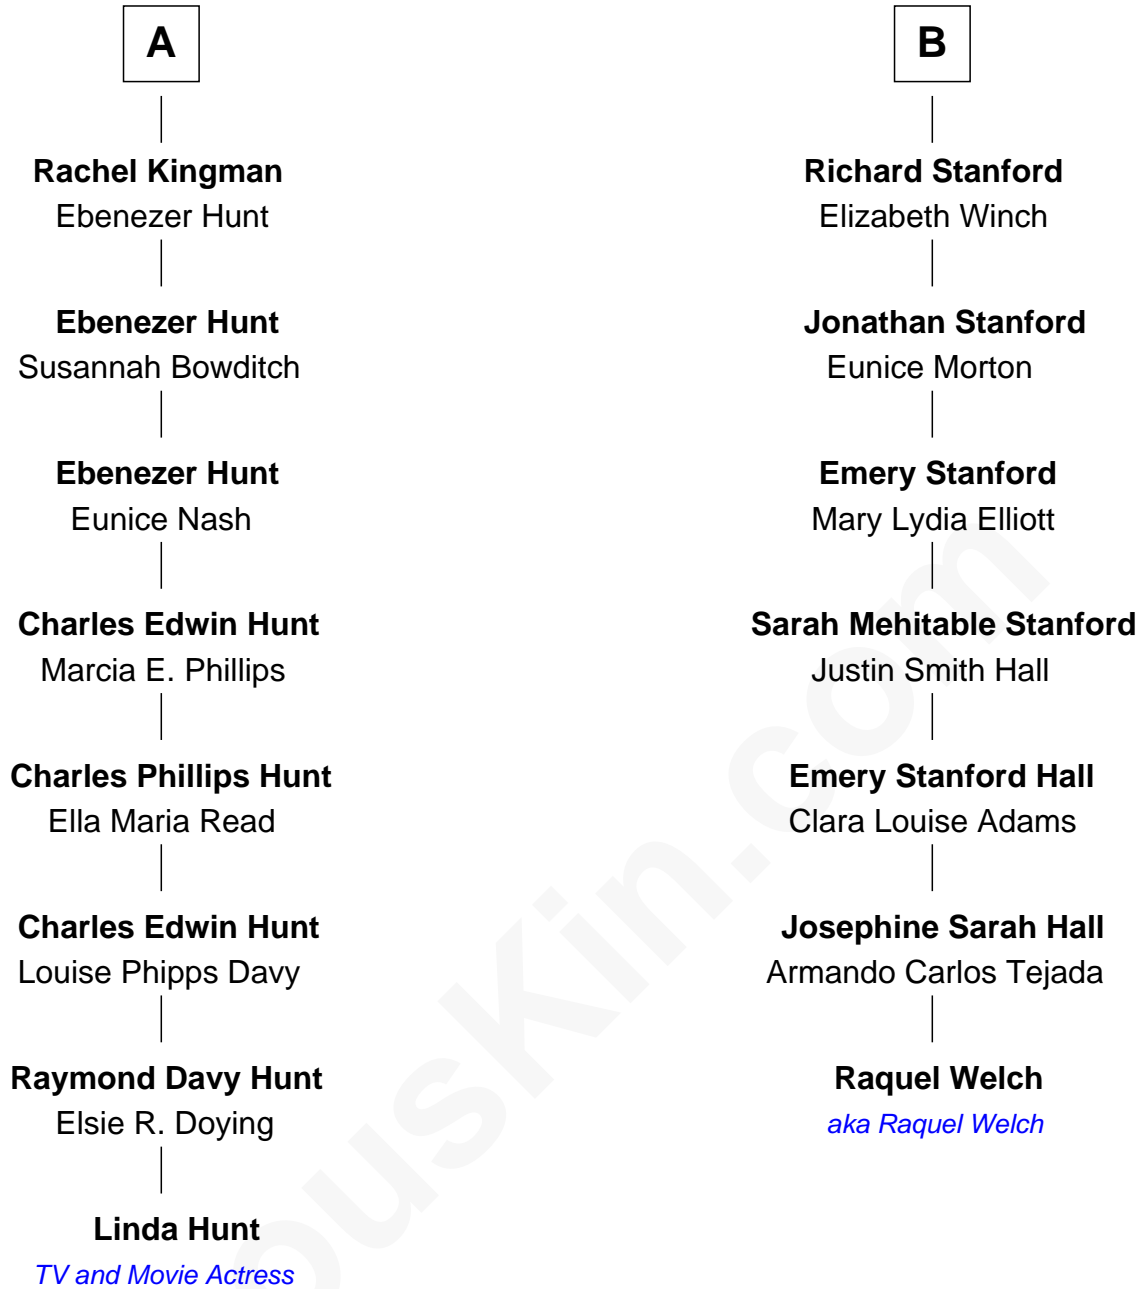 A
Rachel Kingman
Ebenezer Hunt
Ebenezer Hunt
Susannah Bowditch
Ebenezer Hunt
Eunice Nash
Charles Edwin Hunt
Marcia E. Phillips
Charles Phillips Hunt
Ella Maria Read
Charles Edwin Hunt
Louise Phipps Davy
Raymond Davy Hunt
Elsie R. Doying
Linda Hunt
TV and Movie Actress
B
Richard Stanford
Elizabeth Winch
Jonathan Stanford
Eunice Morton
Emery Stanford
Mary Lydia Elliott
Sarah Mehitable Stanford
Justin Smith Hall
Emery Stanford Hall
Clara Louise Adams
Josephine Sarah Hall
Armando Carlos Tejada
Raquel Welch
aka Raquel Welch
ousKin.com